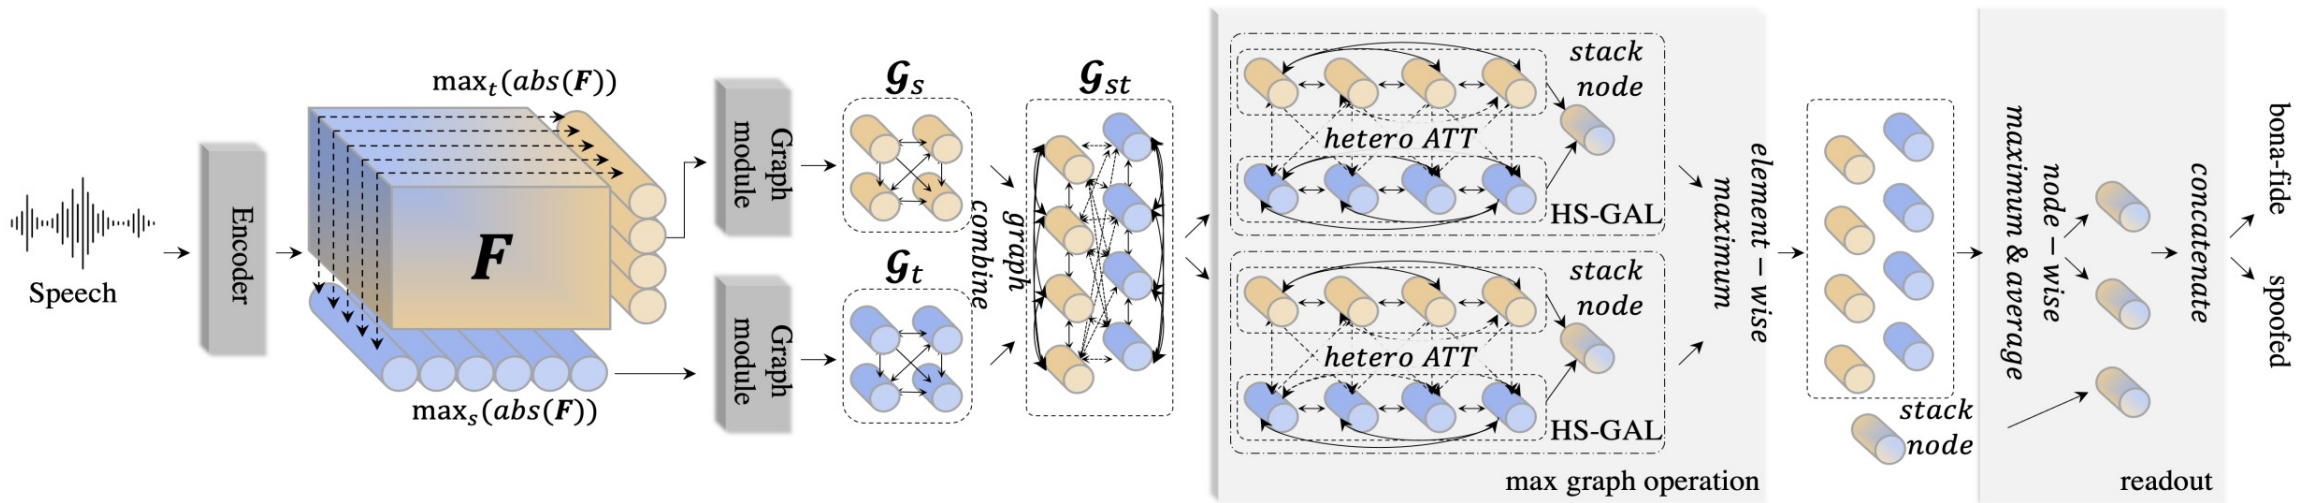 Speech
Encoder
max_t(abs(F))
F
max_s(abs(F))
Graph
module
Graph
module
𝒢_s
𝒢_t
combine
graph
𝒢_st
stack
node
hetero ATT
HS-GAL
stack
node
hetero ATT
HS-GAL
element-wise
maximum
max graph operation
stack
node
node-wise
maximum & average
concatenate
readout
bona-fide
spoofed